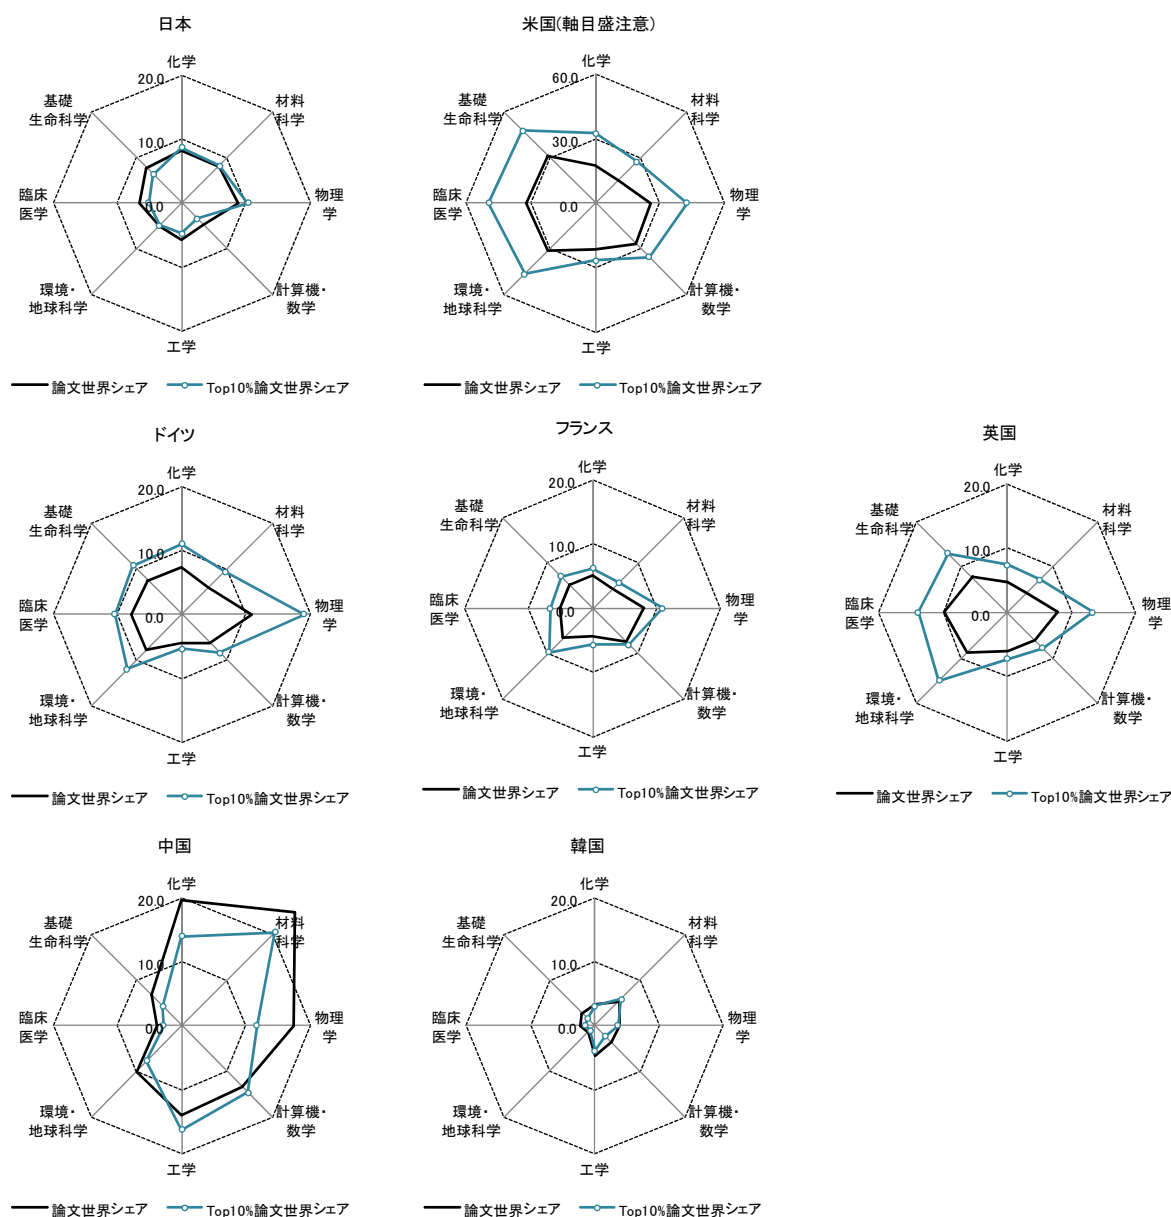 日本
化学
20.0
10.0
0.0
材料
科学
物理
学
計算機・
数学
工学
環境・
地球科学
臨床
医学
基礎
生命科学
論文世界シェア
Top10%論文世界シェア
米国(軸目盛注意)
化学
60.0
30.0
0.0
材料
科学
物理
学
計算機・
数学
工学
環境・
地球科学
臨床
医学
基礎
生命科学
論文世界シェア
Top10%論文世界シェア
ドイツ
化学
20.0
10.0
0.0
材料
科学
物理
学
計算機・
数学
工学
環境・
地球科学
臨床
医学
基礎
生命科学
論文世界シェア
Top10%論文世界シェア
フランス
化学
20.0
10.0
0.0
材料
科学
物理
学
計算機・
数学
工学
環境・
地球科学
臨床
医学
基礎
生命科学
論文世界シェア
Top10%論文世界シェア
英国
化学
20.0
10.0
0.0
材料
科学
物理
学
計算機・
数学
工学
環境・
地球科学
臨床
医学
基礎
生命科学
論文世界シェア
Top10%論文世界シェア
中国
化学
20.0
10.0
0.0
材料
科学
物理
学
計算機・
数学
工学
環境・
地球科学
臨床
医学
基礎
生命科学
論文世界シェア
Top10%論文世界シェア
韓国
化学
20.0
10.0
0.0
材料
科学
物理
学
計算機・
数学
工学
環境・
地球科学
臨床
医学
基礎
生命科学
論文世界シェア
Top10%論文世界シェア